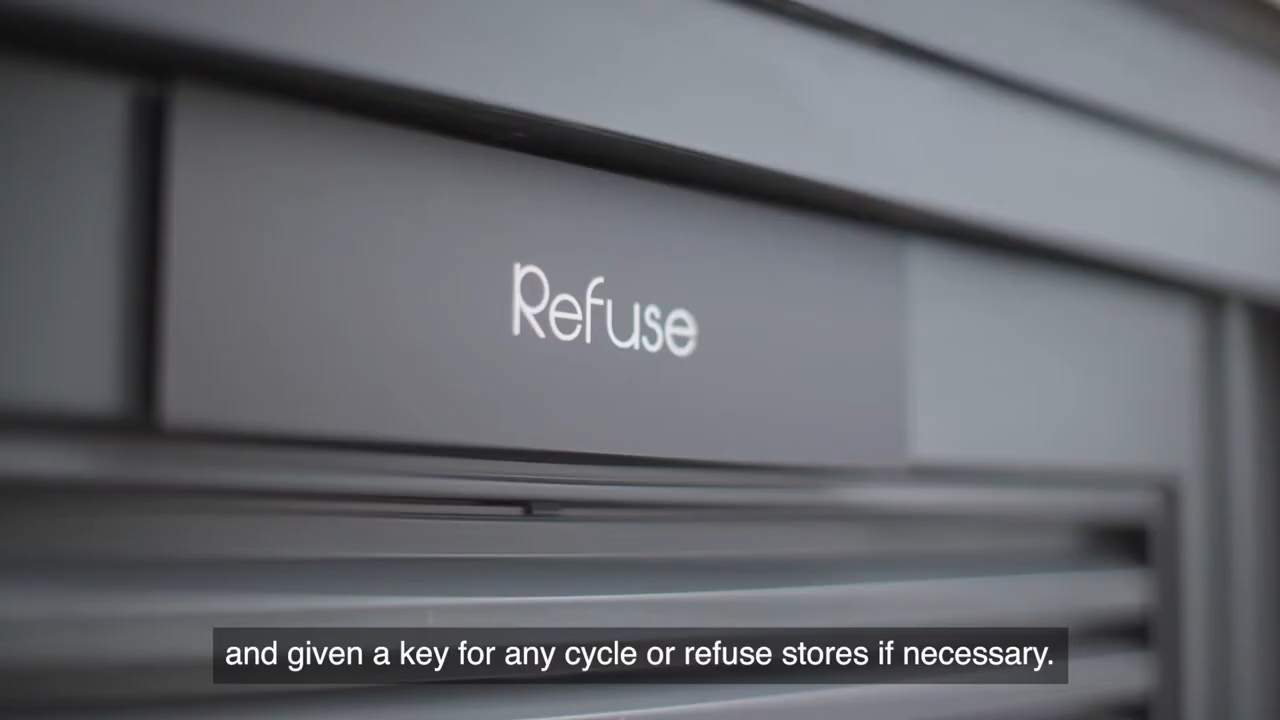 Refuse
and given a key for any cycle or refuse stores if necessary.